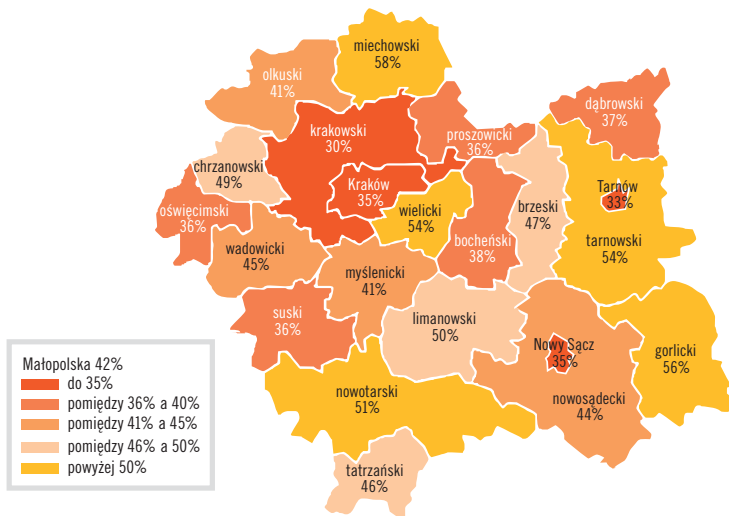 miechowski
58%
olkuski
41%
dąbrowski
37%
krakowski
30%
proszowicki
36%
chrzanowski
49%
Kraków
35%
Tarnów
33%
oświęcimski
36%
wielicki
54%
brzeski
47%
wadowicki
45%
bocheński
38%
tarnowski
54%
myślenicki
41%
suski
36%
limanowski
50%
Nowy Sącz
35%
gorlicki
56%
nowotarski
51%
nowosądecki
44%
tatrzański
46%
Małopolska 42%
do 35%
pomiędzy 36% a 40%
pomiędzy 41% a 45%
pomiędzy 46% a 50%
powyżej 50%